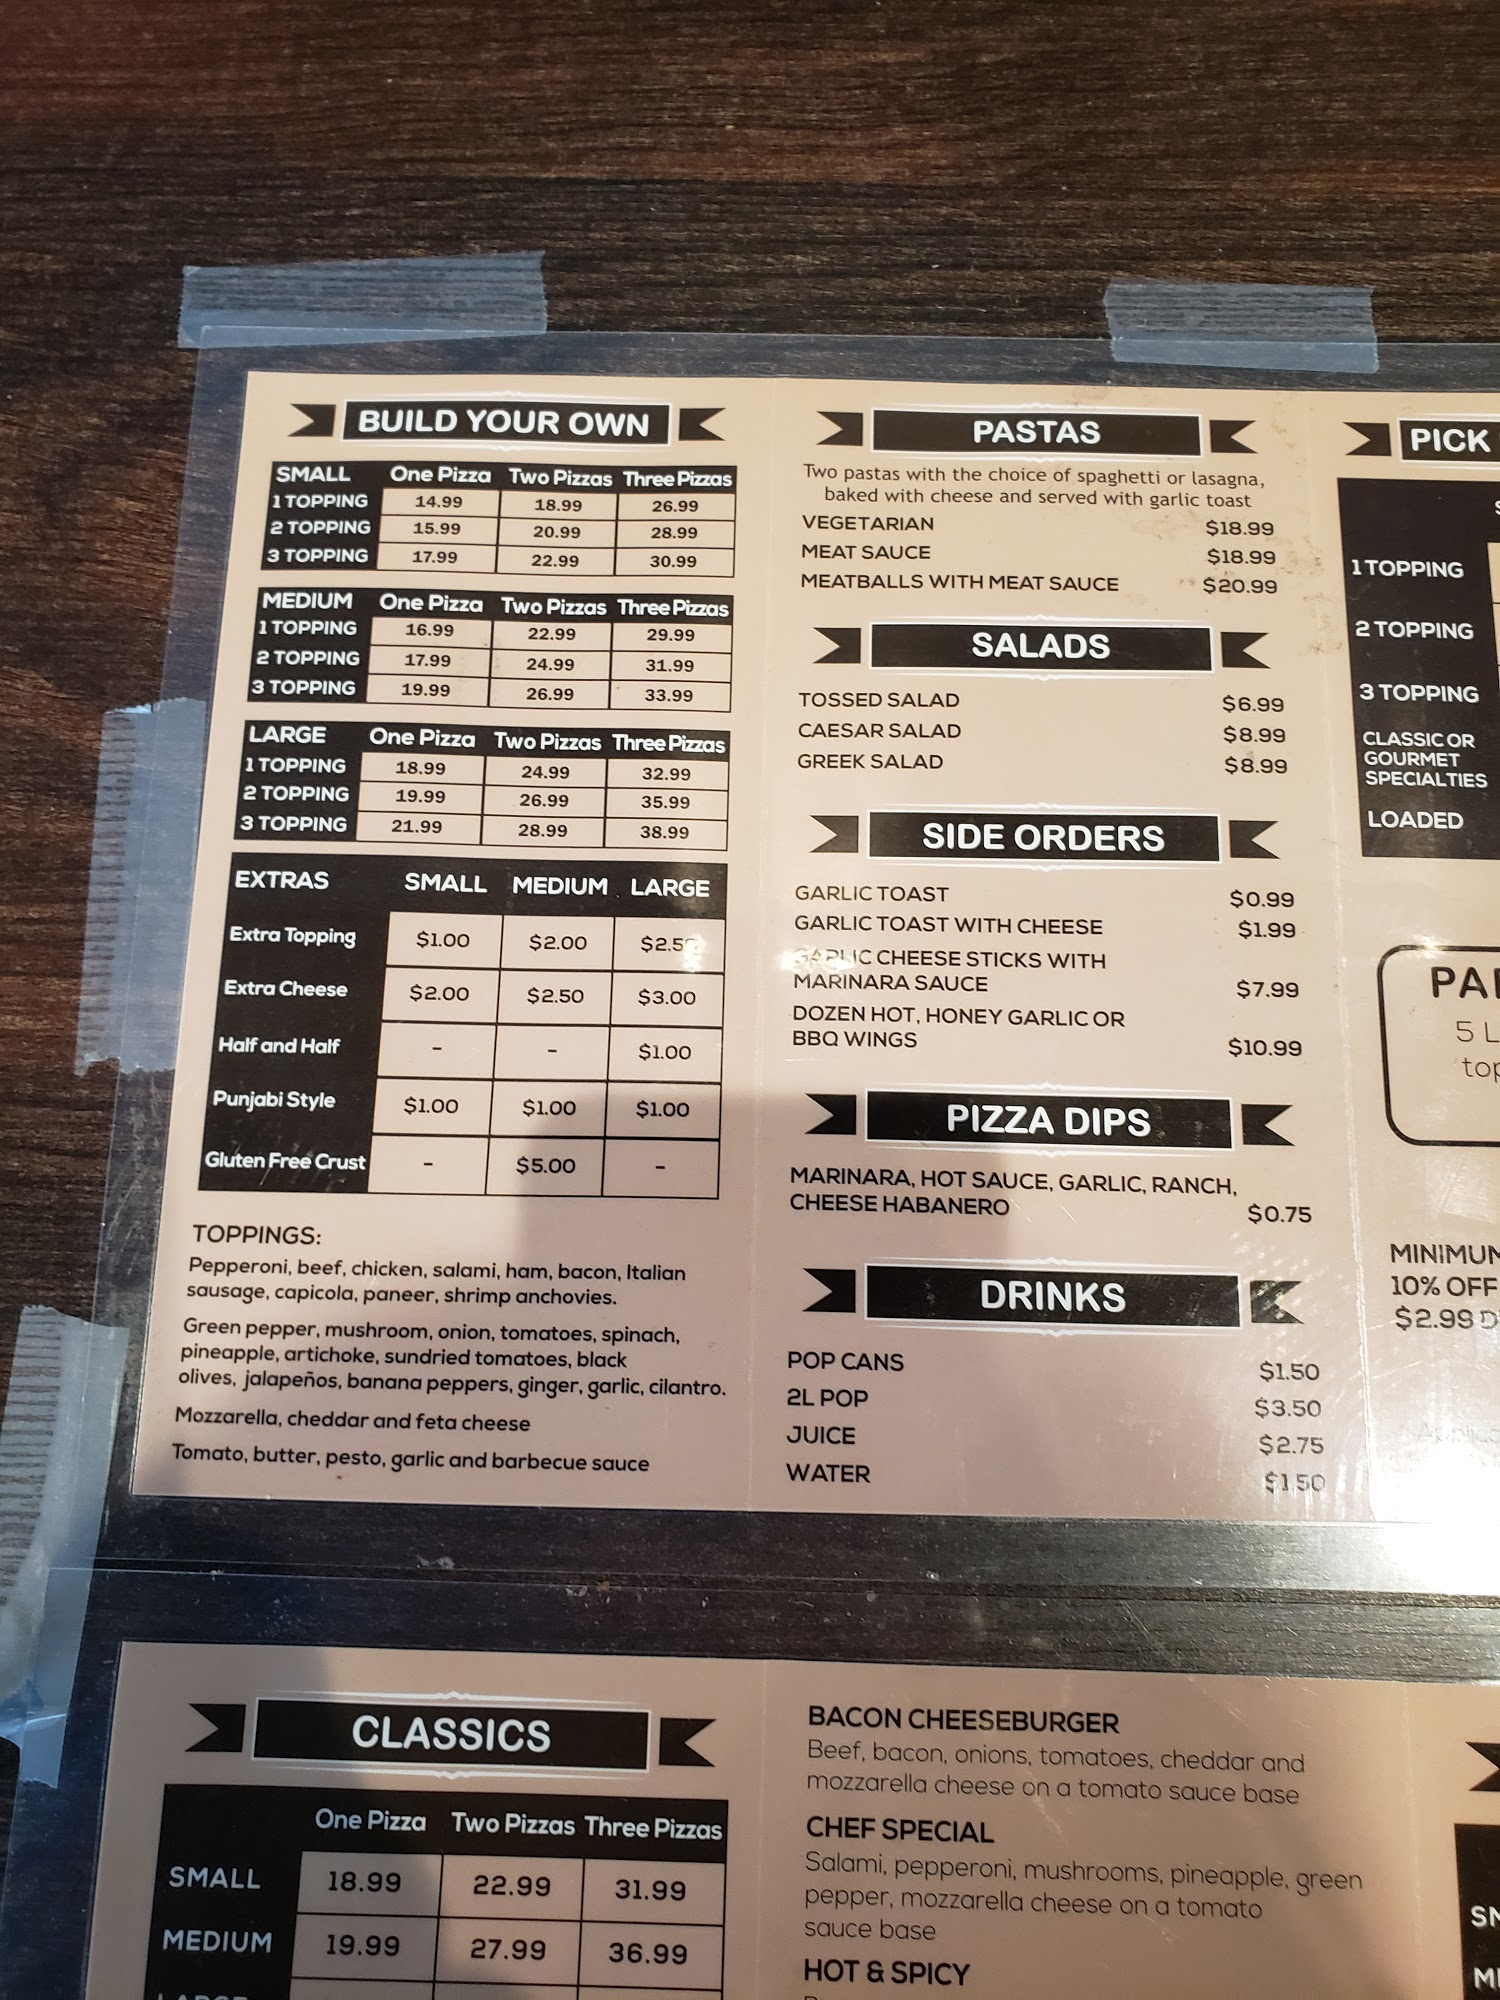 BUILD YOUR OWN
SMALL One Pizza Two Pizzas Three Pizzas
1 TOPPING 14.99 18.99 26.99
2 TOPPING 15.99 20.99 28.99
3 TOPPING 17.99 22.99 30.99
MEDIUM One Pizza Two Pizzas Three Pizzas
1 TOPPING 16.99 22.99 29.99
2 TOPPING 17.99 24.99 31.99
3 TOPPING 19.99 26.99 33.99
LARGE One Pizza Two Pizzas Three Pizzas
1 TOPPING 18.99 24.99 32.99
2 TOPPING 19.99 26.99 35.99
3 TOPPING 21.99 28.99 38.99
EXTRAS SMALL MEDIUM LARGE
Extra Topping $1.00 $2.00
Extra Cheese $2.00 $2.50 $3.00
Half and Half - - $1.00
Punjabi Style $1.00 $1.00 $1.00
Gluten Free Crust - $5.00 -
TOPPINGS:
Pepperoni, beef, chicken, salami, ham, bacon, Italian
sausage, capicola, paneer, shrimp anchovies.
Green pepper, mushroom, onion, tomatoes, spinach,
pineapple, artichoke, sundried tomatoes, black
olives, jalapeños, banana peppers, ginger, garlic, cilantro.
Mozzarella, cheddar and feta cheese
Tomato, butter, pesto, garlic and barbecue sauce
PASTAS
Two pastas with the choice of spaghetti or lasagna,
baked with cheese and served with garlic toast
VEGETARIAN $18.99
MEAT SAUCE $18.99
MEATBALLS WITH MEAT SAUCE $20.99
SALADS
TOSSED SALAD $6.99
CAESAR SALAD $8.99
GREEK SALAD $8.99
SIDE ORDERS
GARLIC TOAST $0.99
GARLIC TOAST WITH CHEESE $1.99
GARLIC CHEESE STICKS WITH
MARINARA SAUCE $7.99
DOZEN HOT, HONEY GARLIC OR
BBQ WINGS $10.99
PIZZA DIPS
MARINARA, HOT SAUCE, GARLIC, RANCH,
CHEESE HABANERO $0.75
DRINKS
POP CANS $1.50
2L POP $3.50
JUICE $2.75
WATER $1.50
PICK
1 TOPPING
2 TOPPING
3 TOPPING
CLASSIC OR
GOURMET
SPECIALTIES
LOADED
5
10% OFF
$2.99
CLASSICS
One Pizza Two Pizzas Three Pizzas
SMALL 18.99 22.99 31.99
MEDIUM 19.99 27.99 36.99
BACON CHEESEBURGER
Beef, bacon, onions, tomatoes, cheddar and
mozzarella cheese on a tomato sauce base
CHEF SPECIAL
Salami, pepperoni, mushrooms, pineapple, green
pepper, mozzarella cheese on a tomato
sauce base
HOT & SPICY